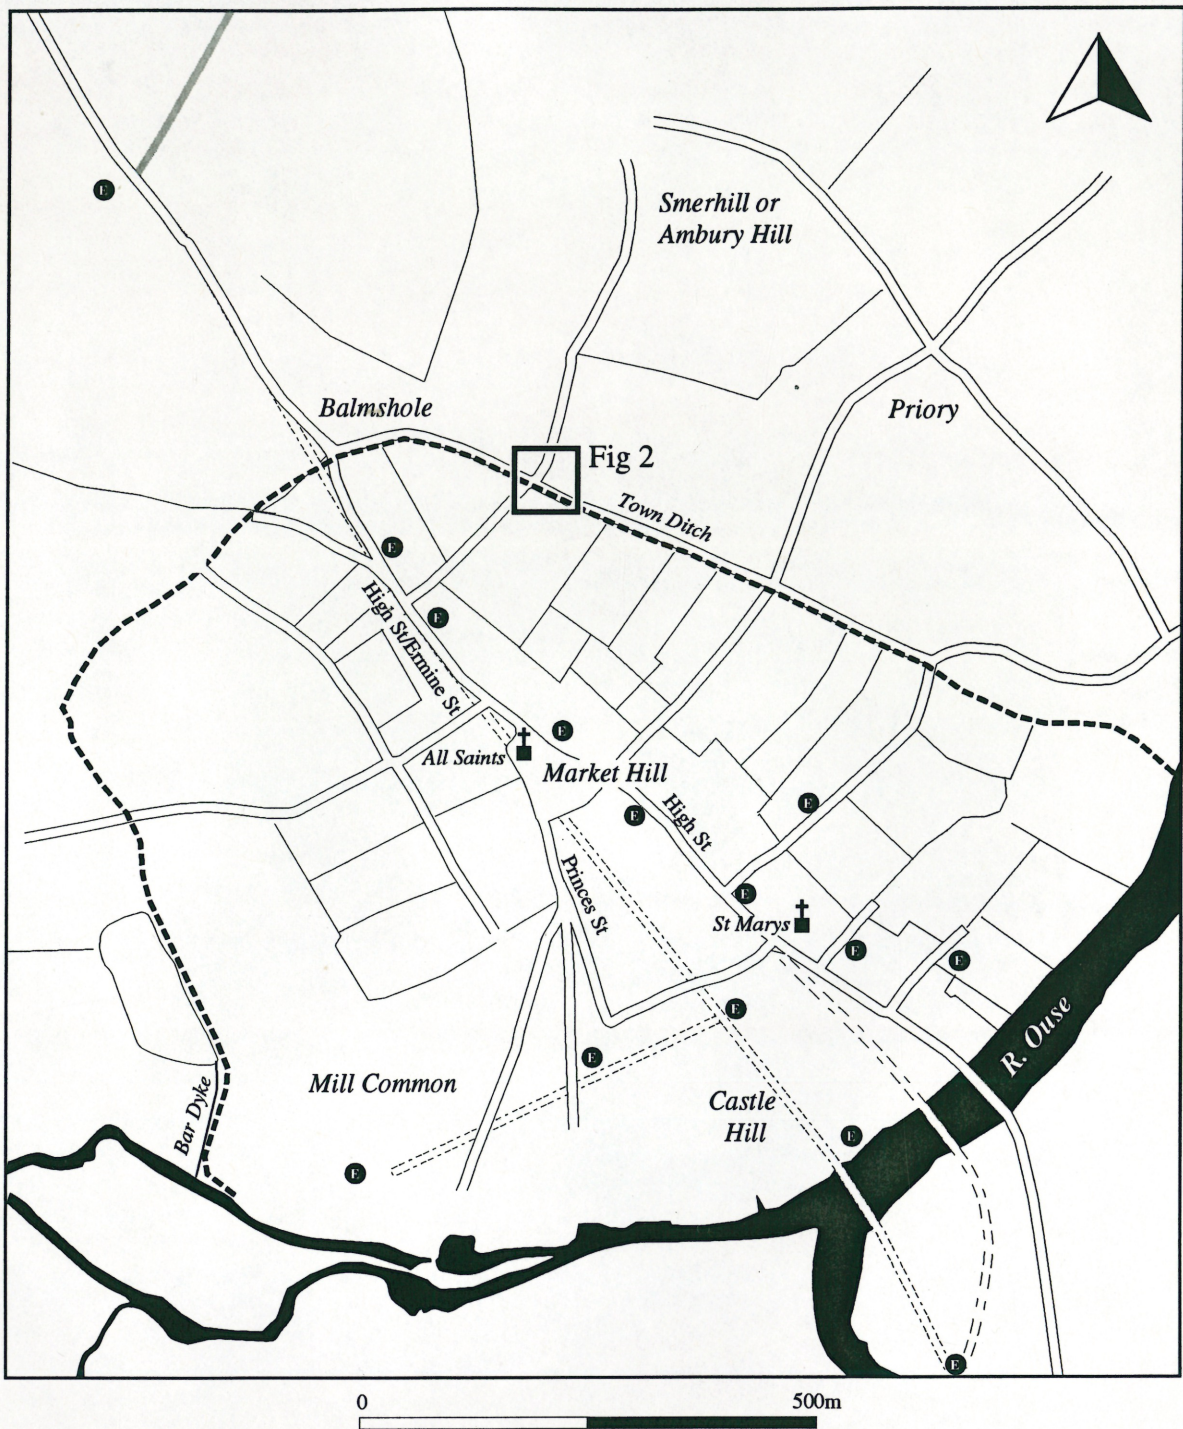 E
Smerhill or
Ambury Hill
Balmshole
Priory
Fig 2
Town Ditch
E
High St/Ermine St
E
All Saints
E
Market Hill
E
High St
E
Princes St
E
St Marys
E
E
E
E
R. Ouse
Mill Common
Castle
Hill
Bar Dyke
E
E
E
0 500m